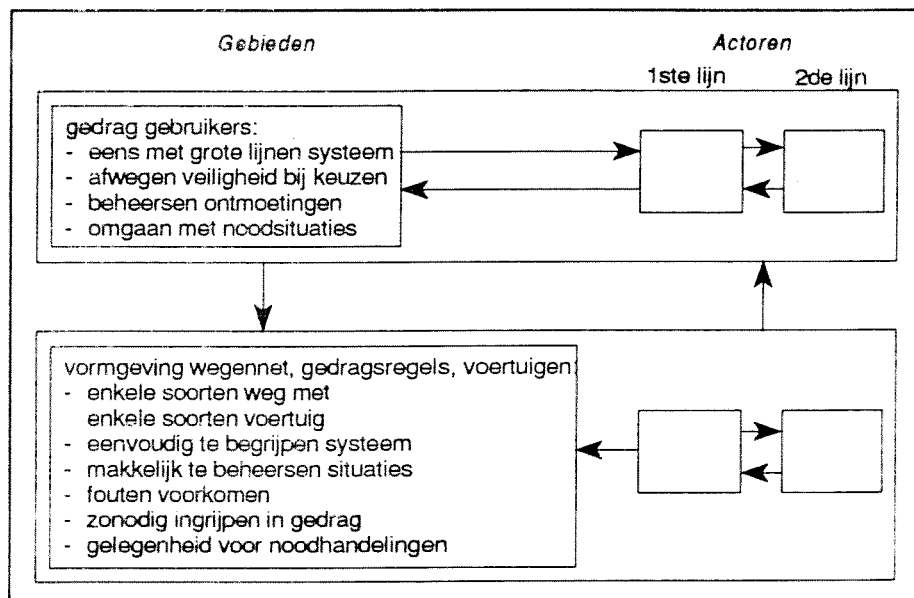 Gebieden
Actoren
1ste lijn
2de lijn
gedrag gebruikers:
- eens met grote lijnen systeem
- afwegen veiligheid bij keuzen
- beheersen ontmoetingen
- omgaan met noodsituaties
vormgeving wegennet, gedragsregels, voertuigen
- enkele soorten weg met
enkele soorten voertuig
- eenvoudig te begrijpen systeem
- makkelijk te beheersen situaties
- fouten voorkomen
- zonodig ingrijpen in gedrag
- gelegenheid voor noodhandelingen